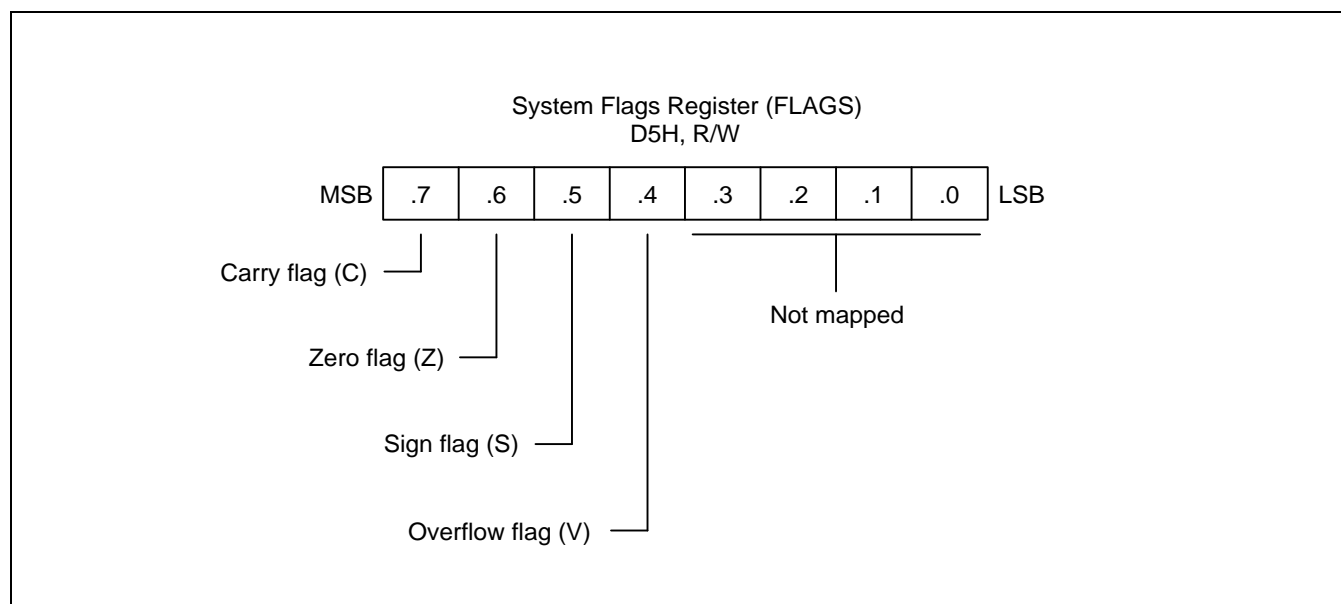 System Flags Register (FLAGS)
D5H, R/W
MSB .7 .6 .5 .4 .3 .2 .1 .0 LSB
Carry flag (C)
Not mapped
Zero flag (Z)
Sign flag (S)
Overflow flag (V)